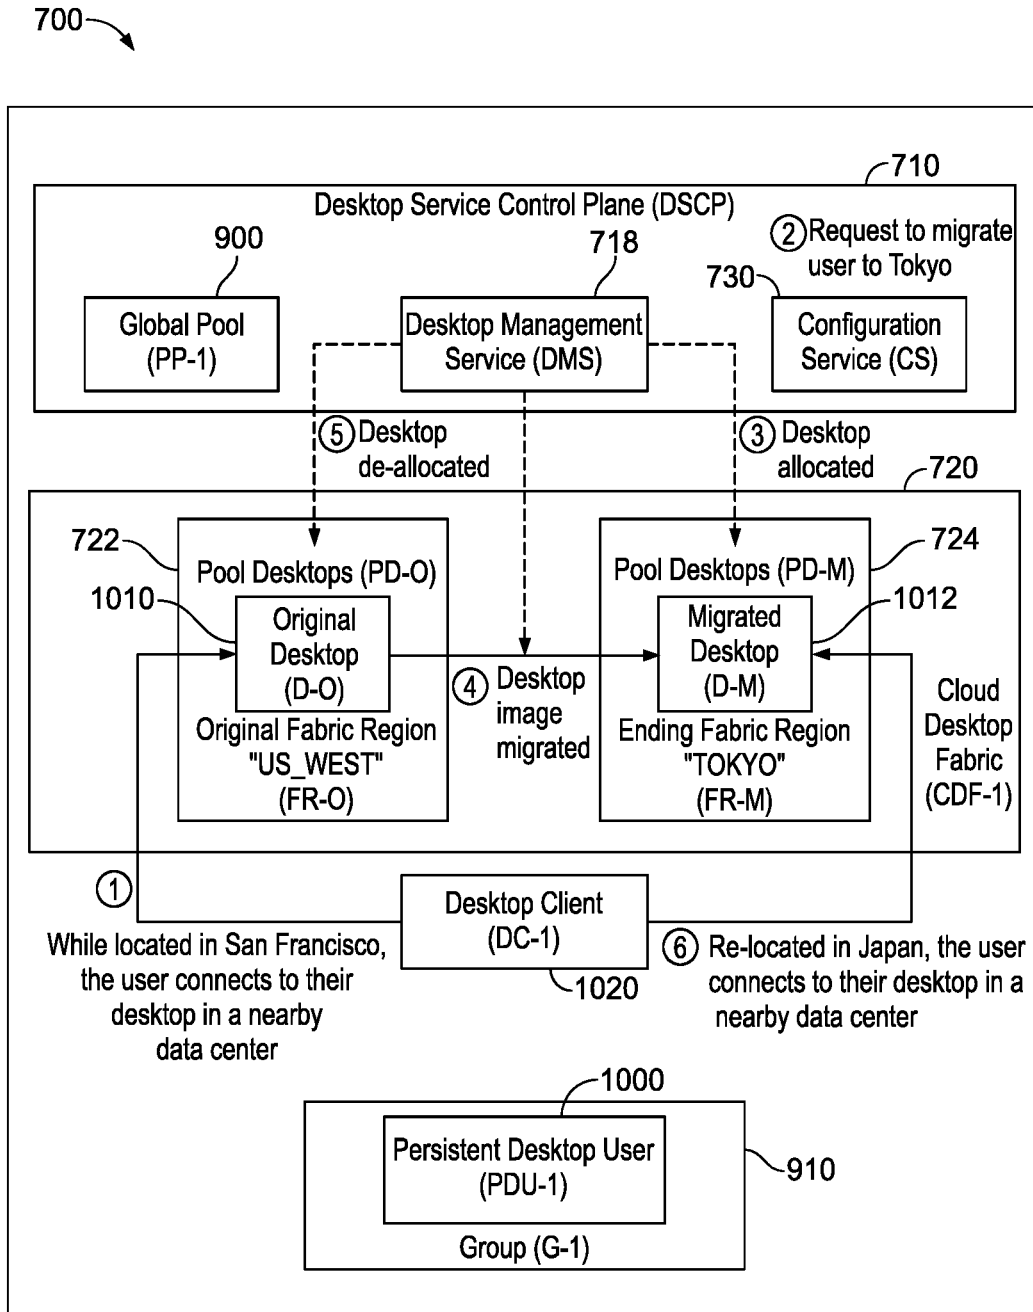 700
710
Desktop Service Control Plane (DSCP)
900
718
② Request to migrate
user to Tokyo
730
Global Pool
(PP-1)
Desktop Management
Service (DMS)
Configuration
Service (CS)
⑤ Desktop
de-allocated
③ Desktop
allocated
720
722
724
Pool Desktops (PD-O)
Pool Desktops (PD-M)
1010
1012
Original
Desktop
(D-O)
Migrated
Desktop
(D-M)
④ Desktop
image
migrated
Original Fabric Region
"US_WEST"
(FR-O)
Ending Fabric Region
"TOKYO"
(FR-M)
Cloud
Desktop
Fabric
(CDF-1)
①
While located in San Francisco,
the user connects to their
desktop in a nearby
data center
Desktop Client
(DC-1)
1020
⑥ Re-located in Japan, the user
connects to their desktop in a
nearby data center
1000
Persistent Desktop User
(PDU-1)
910
Group (G-1)